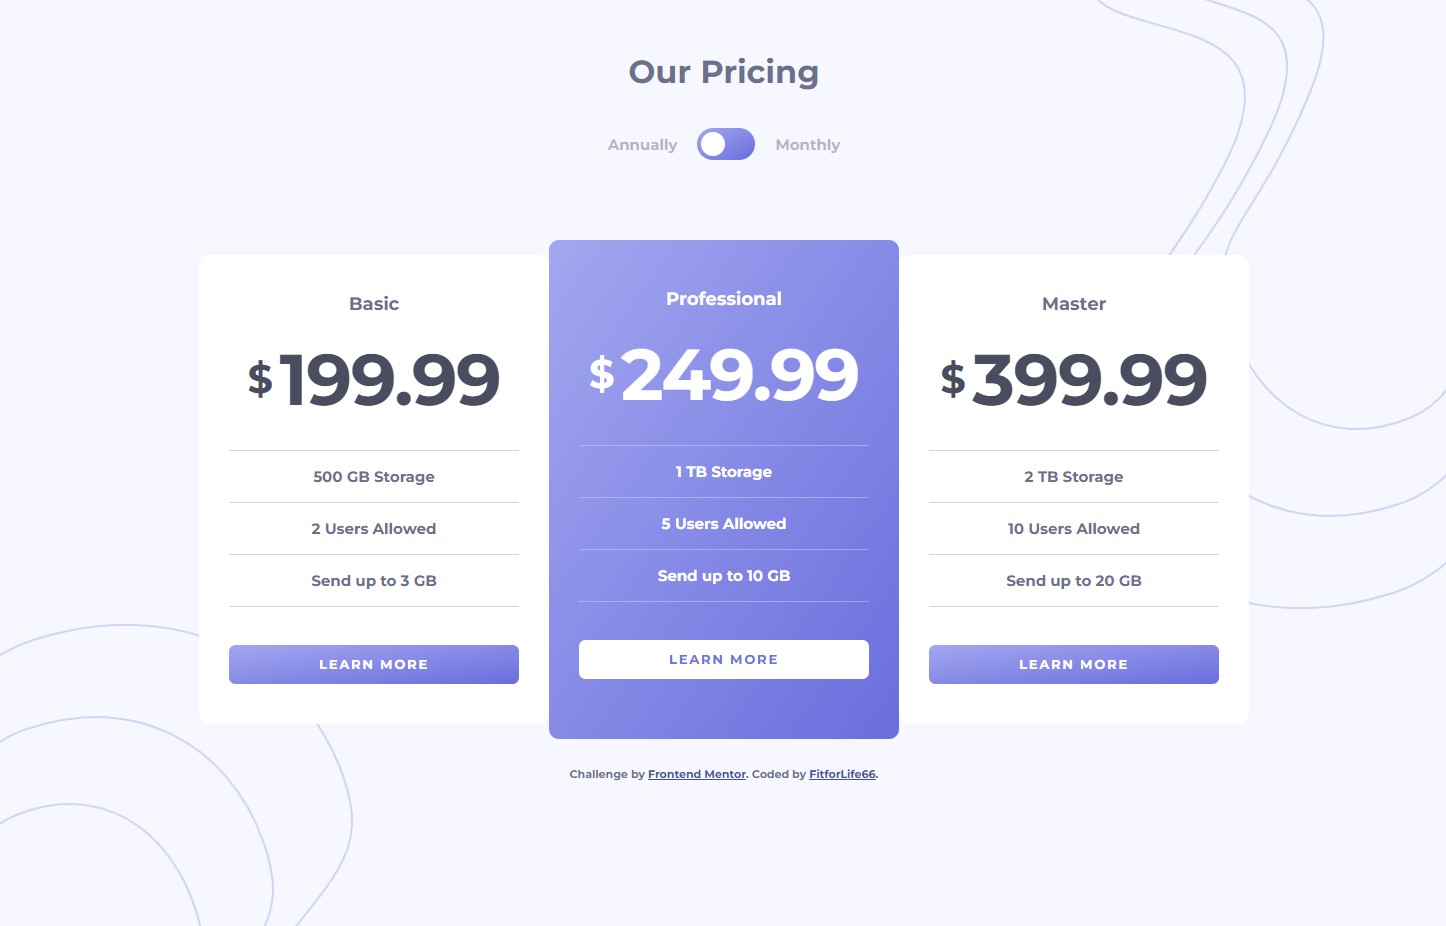 Our Pricing
Annually Monthly
Basic
$199.99
500 GB Storage
2 Users Allowed
Send up to 3 GB
LEARN MORE
Professional
$249.99
1 TB Storage
5 Users Allowed
Send up to 10 GB
LEARN MORE
Master
$399.99
2 TB Storage
10 Users Allowed
Send up to 20 GB
LEARN MORE
Challenge by Frontend Mentor. Coded by FitforLife66.